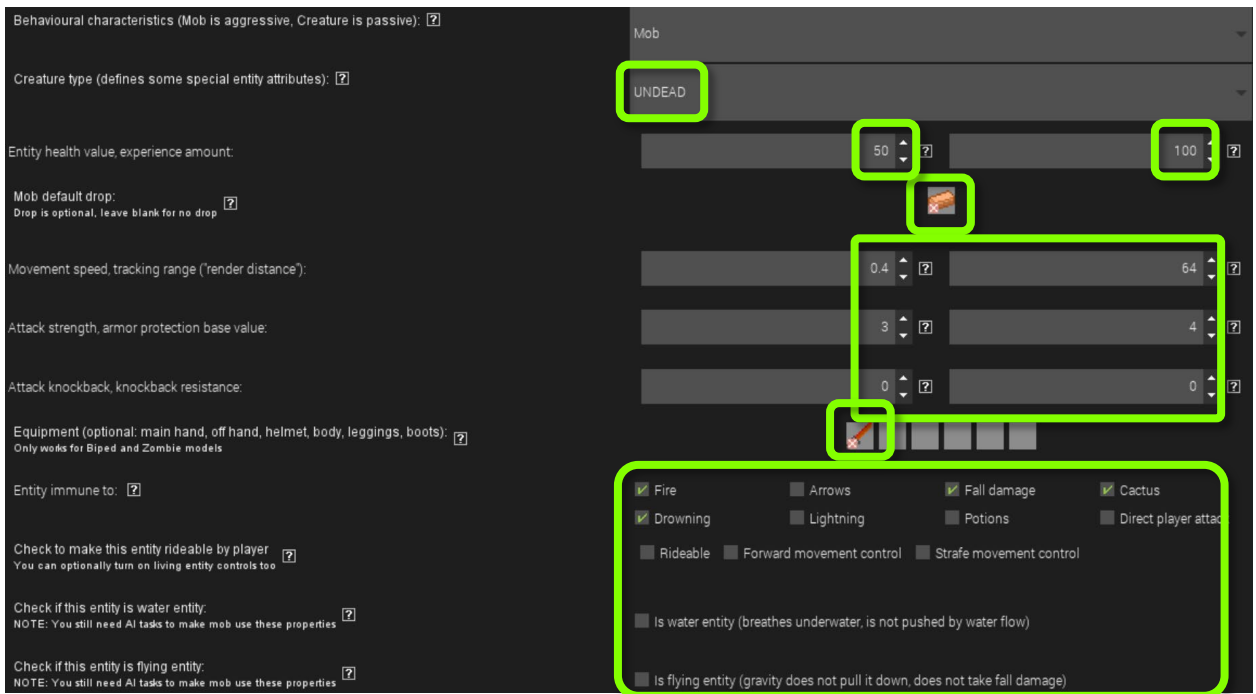 Behavioural characteristics (Mob is aggressive, Creature is passive): ?
Mob
Creature type (defines some special entity attributes): ?
UNDEAD
Entity health value, experience amount: 50 ? 100 ?
Mob default drop: ?
Drop is optional, leave blank for no drop
Movement speed, tracking range ("render distance"): 0.4 ? 64 ?
Attack strength, armor protection base value: 3 ? 4 ?
Attack knockback, knockback resistance: 0 ? 0 ?
Equipment (optional: main hand, off hand, helmet, body, leggings, boots): ?
Only works for Biped and Zombie models
Entity immune to: ? Fire Arrows Fall damage Cactus
Drowning Lightning Potions Direct player attac
Check to make this entity rideable by player ? Rideable Forward movement control Strafe movement control
You can optionally turn on living entity controls too
Check if this entity is water entity: ?
NOTE: You still need AI tasks to make mob use these properties
Is water entity (breathes underwater, is not pushed by water flow)
Check if this entity is flying entity: ?
NOTE: You still need AI tasks to make mob use these properties
Is flying entity (gravity does not pull it down, does not take fall damage)